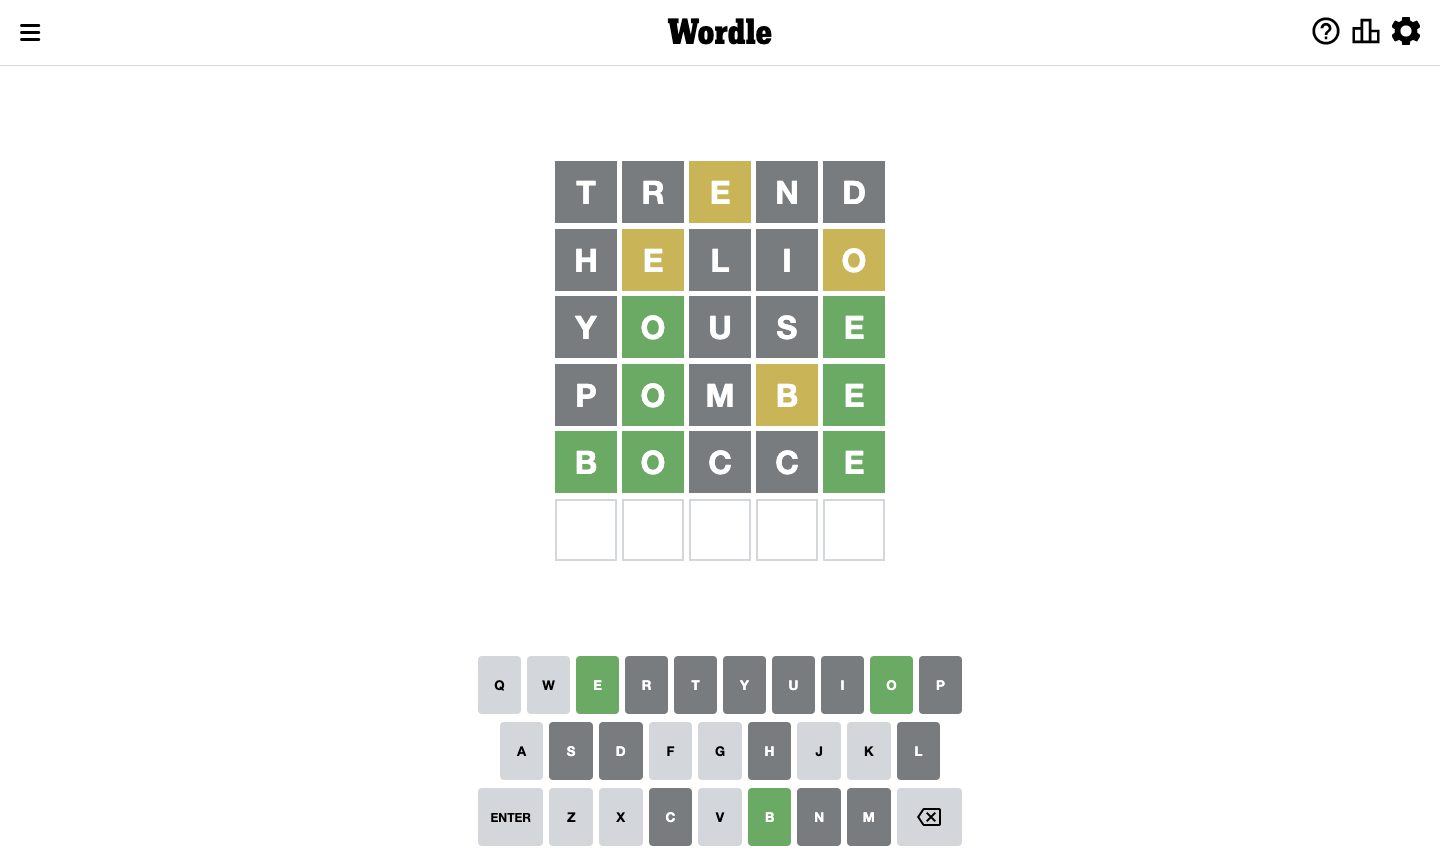 Wordle
T R E N D
H E L I O
Y O U S E
P O M B E
B O C C E
Q W E R T Y U I O P
A S D F G H J K L
ENTER Z X C V B N M